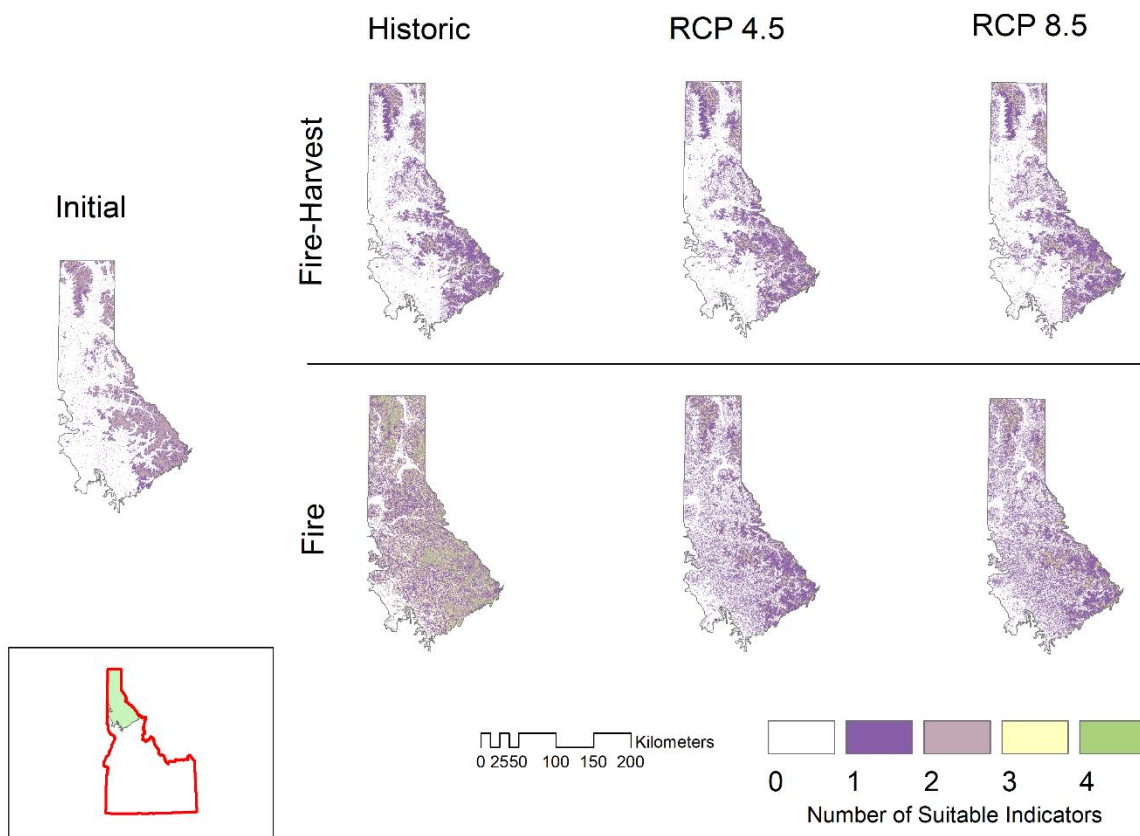 Historic
RCP 4.5
RCP 8.5
Initial
Fire-Harvest
Fire
Kilometers
0 2550 100 150 200
0 1 2 3 4
Number of Suitable Indicators